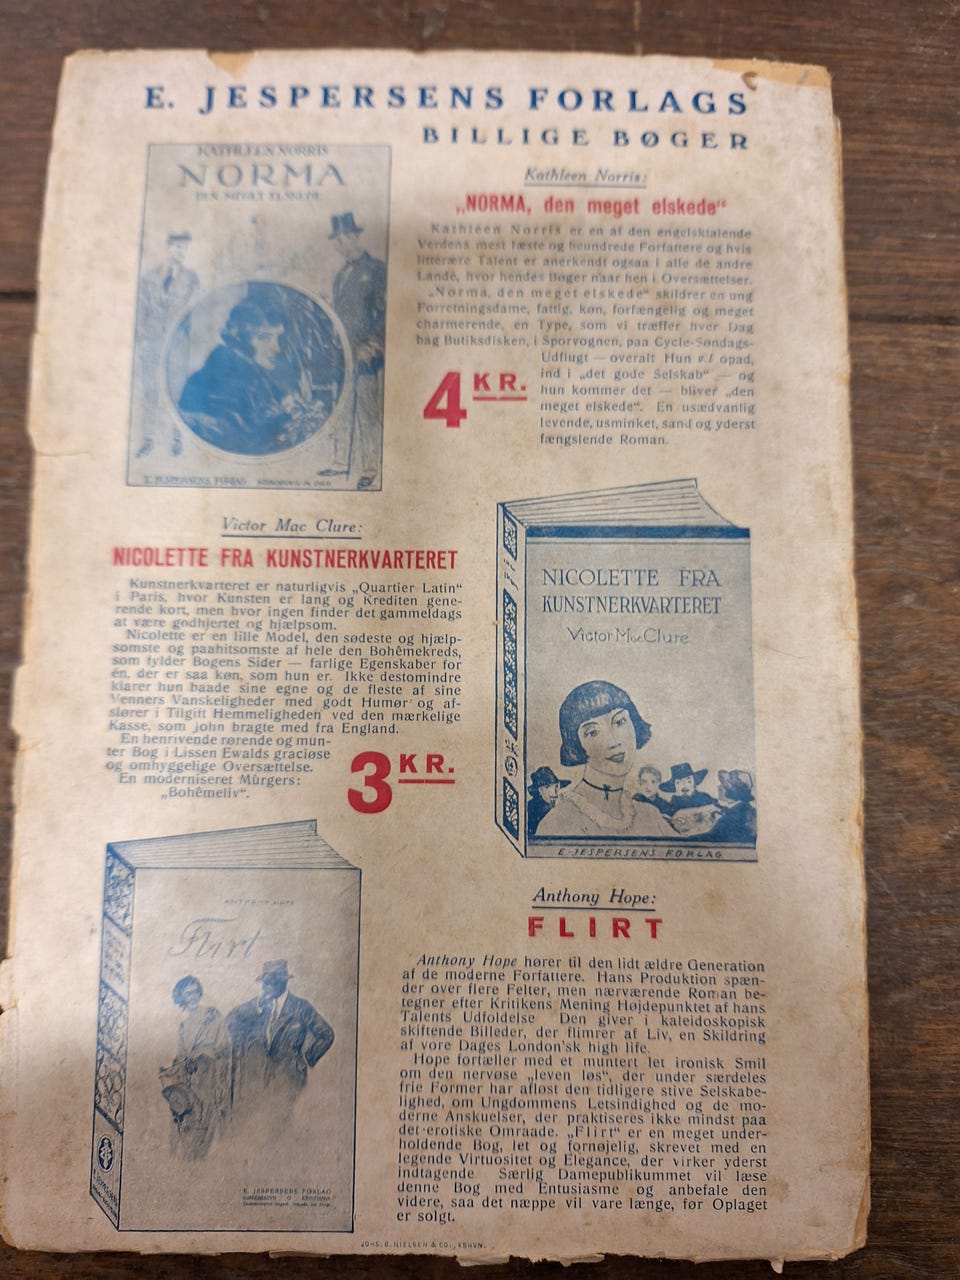 E. JESPERSENS FORLAGS
BILLIGE BØGER
KATHLEEN NORRIS
NORMA
DEN MEGET ELSKEDE
E. JESPERSENS FORLAG
Kathleen Norris:
„NORMA, den meget elskede“
Kathleen Norris er en af den engelsktalende
Verdens mest læste og beundrede Forfattere og hvis
litterære Talent er anerkendt ogsaa i alle de andre
Lande, hvor hendes Bøger naar hen i Oversættelser.
„Norma, den meget elskede“ skildrer en ung
Forretningsdame, fattig, køn, forfængelig og meget
charmerende, en Type, som vi træffer hver Dag
bag Butiksdisken, i Sporvognen, paa Cycle-Søndags-
Udflugt — overalt Hun vil opad,
ind i „det gode Selskab“ — og
hun kommer det — bliver „den
meget elskede“. En usædvanlig
levende, usminket, sand og yderst
fængslende Roman.
4 KR.
Victor Mac Clure:
NICOLETTE FRA KUNSTNERKVARTERET
Kunstnerkvarteret er naturligvis „Quartier Latin“
i Paris, hvor Kunsten er lang og Krediten gene-
rende kort, men hvor ingen finder det gammeldags
at være godhjertet og hjælpsom.
Nicolette er en lille Model, den sødeste og hjælp-
somste og paahitsomste af hele den Bohêmekreds,
som fylder Bogens Sider — farlige Egenskaber for
én, der er saa køn, som hun er. Ikke destomindre
klarer hun baade sine egne og de fleste af sine
Venners Vanskeligheder med godt Humør og af-
slører i Tilgift Hemmeligheden ved den mærkelige
Kasse, som john bragte med fra England.
En henrivende rørende og mun-
ter Bog i Lissen Ewalds graciøse
og omhyggelige Oversættelse.
En moderniseret Mùrgers:
„Bohêmeliv“.
3 KR.
NICOLETTE FRA
KUNSTNERKVARTERET
Victor MacClure
E. JESPERSENS FORLAG
ANTHONY HOPE
Flirt
E. JESPERSENS FORLAG
Anthony Hope:
FLIRT
Anthony Hope hører til den lidt ældre Generation
af de moderne Forfattere. Hans Produktion spæn-
der over flere Felter, men nærværende Roman be-
tegner efter Kritikens Mening Højdepunktet af hans
Talents Udfoldelse Den giver i kaleidoskopisk
skiftende Billeder, der flimrer af Liv, en Skildring
af vore Dages London'sk high life.
Hope fortæller med et muntert let ironisk Smil
om den nervøse „leven løs“, der under særdeles
frie Former har afløst den tidligere stive Selskabe-
lighed, om Ungdommens Letsindighed og de mo-
derne Anskuelser, der praktiseres ikke mindst paa
det erotiske Omraade. „Flirt“ er en meget under-
holdende Bog, let og fornøjelig, skrevet med en
legende Virtuositet og Elegance, der virker yderst
indtagende Særlig Damepublikummet vil læse
denne Bog med Entusiasme og anbefale den
videre, saa det næppe vil vare længe, før Oplaget
er solgt.
JOHS. O. NIELSEN & CO., KBHVN.